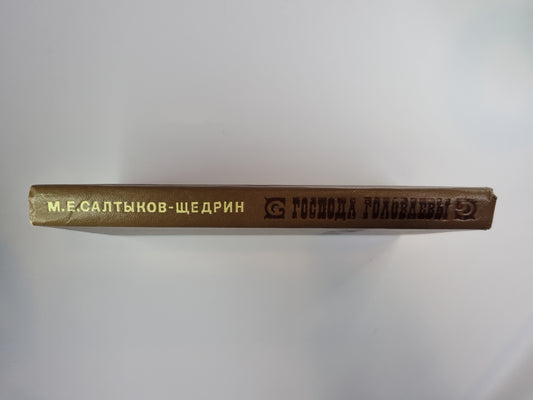 М.Е.САЛТЫКОВ-ЩЕДРИН ГОСПОДА ГОЛОВЛЕВЫ